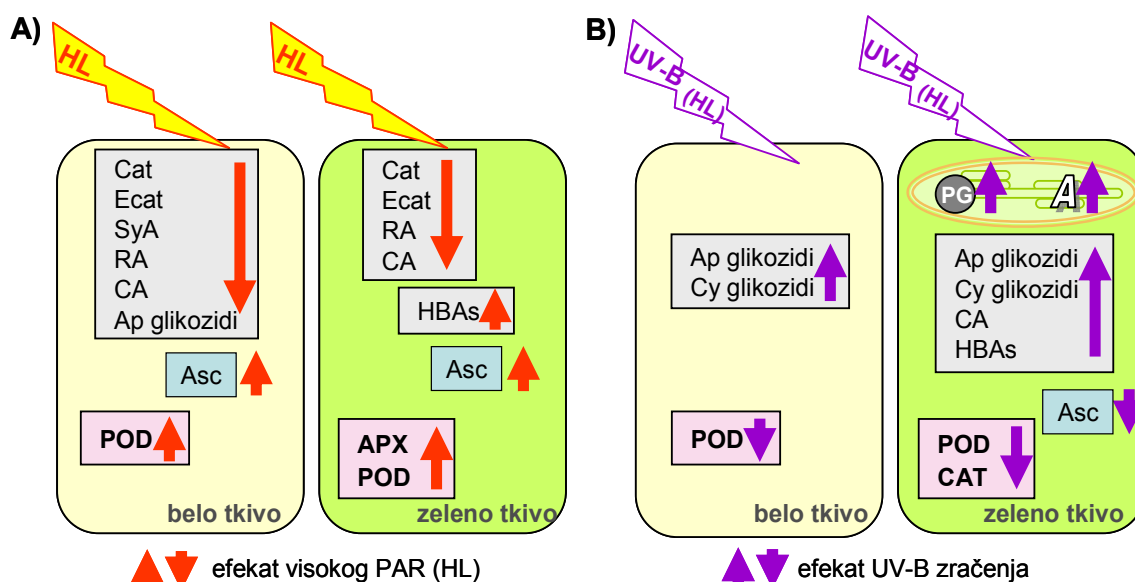 A)
HL
Cat
Ecat
SyA
RA
CA
Ap glikozidi
Asc
POD
belo tkivo
HL
Cat
Ecat
RA
CA
HBAs
Asc
APX
POD
zeleno tkivo
efekat visokog PAR (HL)
B)
UV-B (HL)
Ap glikozidi
Cy glikozidi
POD
belo tkivo
UV-B (HL)
PG
A
Ap glikozidi
Cy glikozidi
CA
HBAs
Asc
POD
CAT
zeleno tkivo
efekat UV-B zračenja